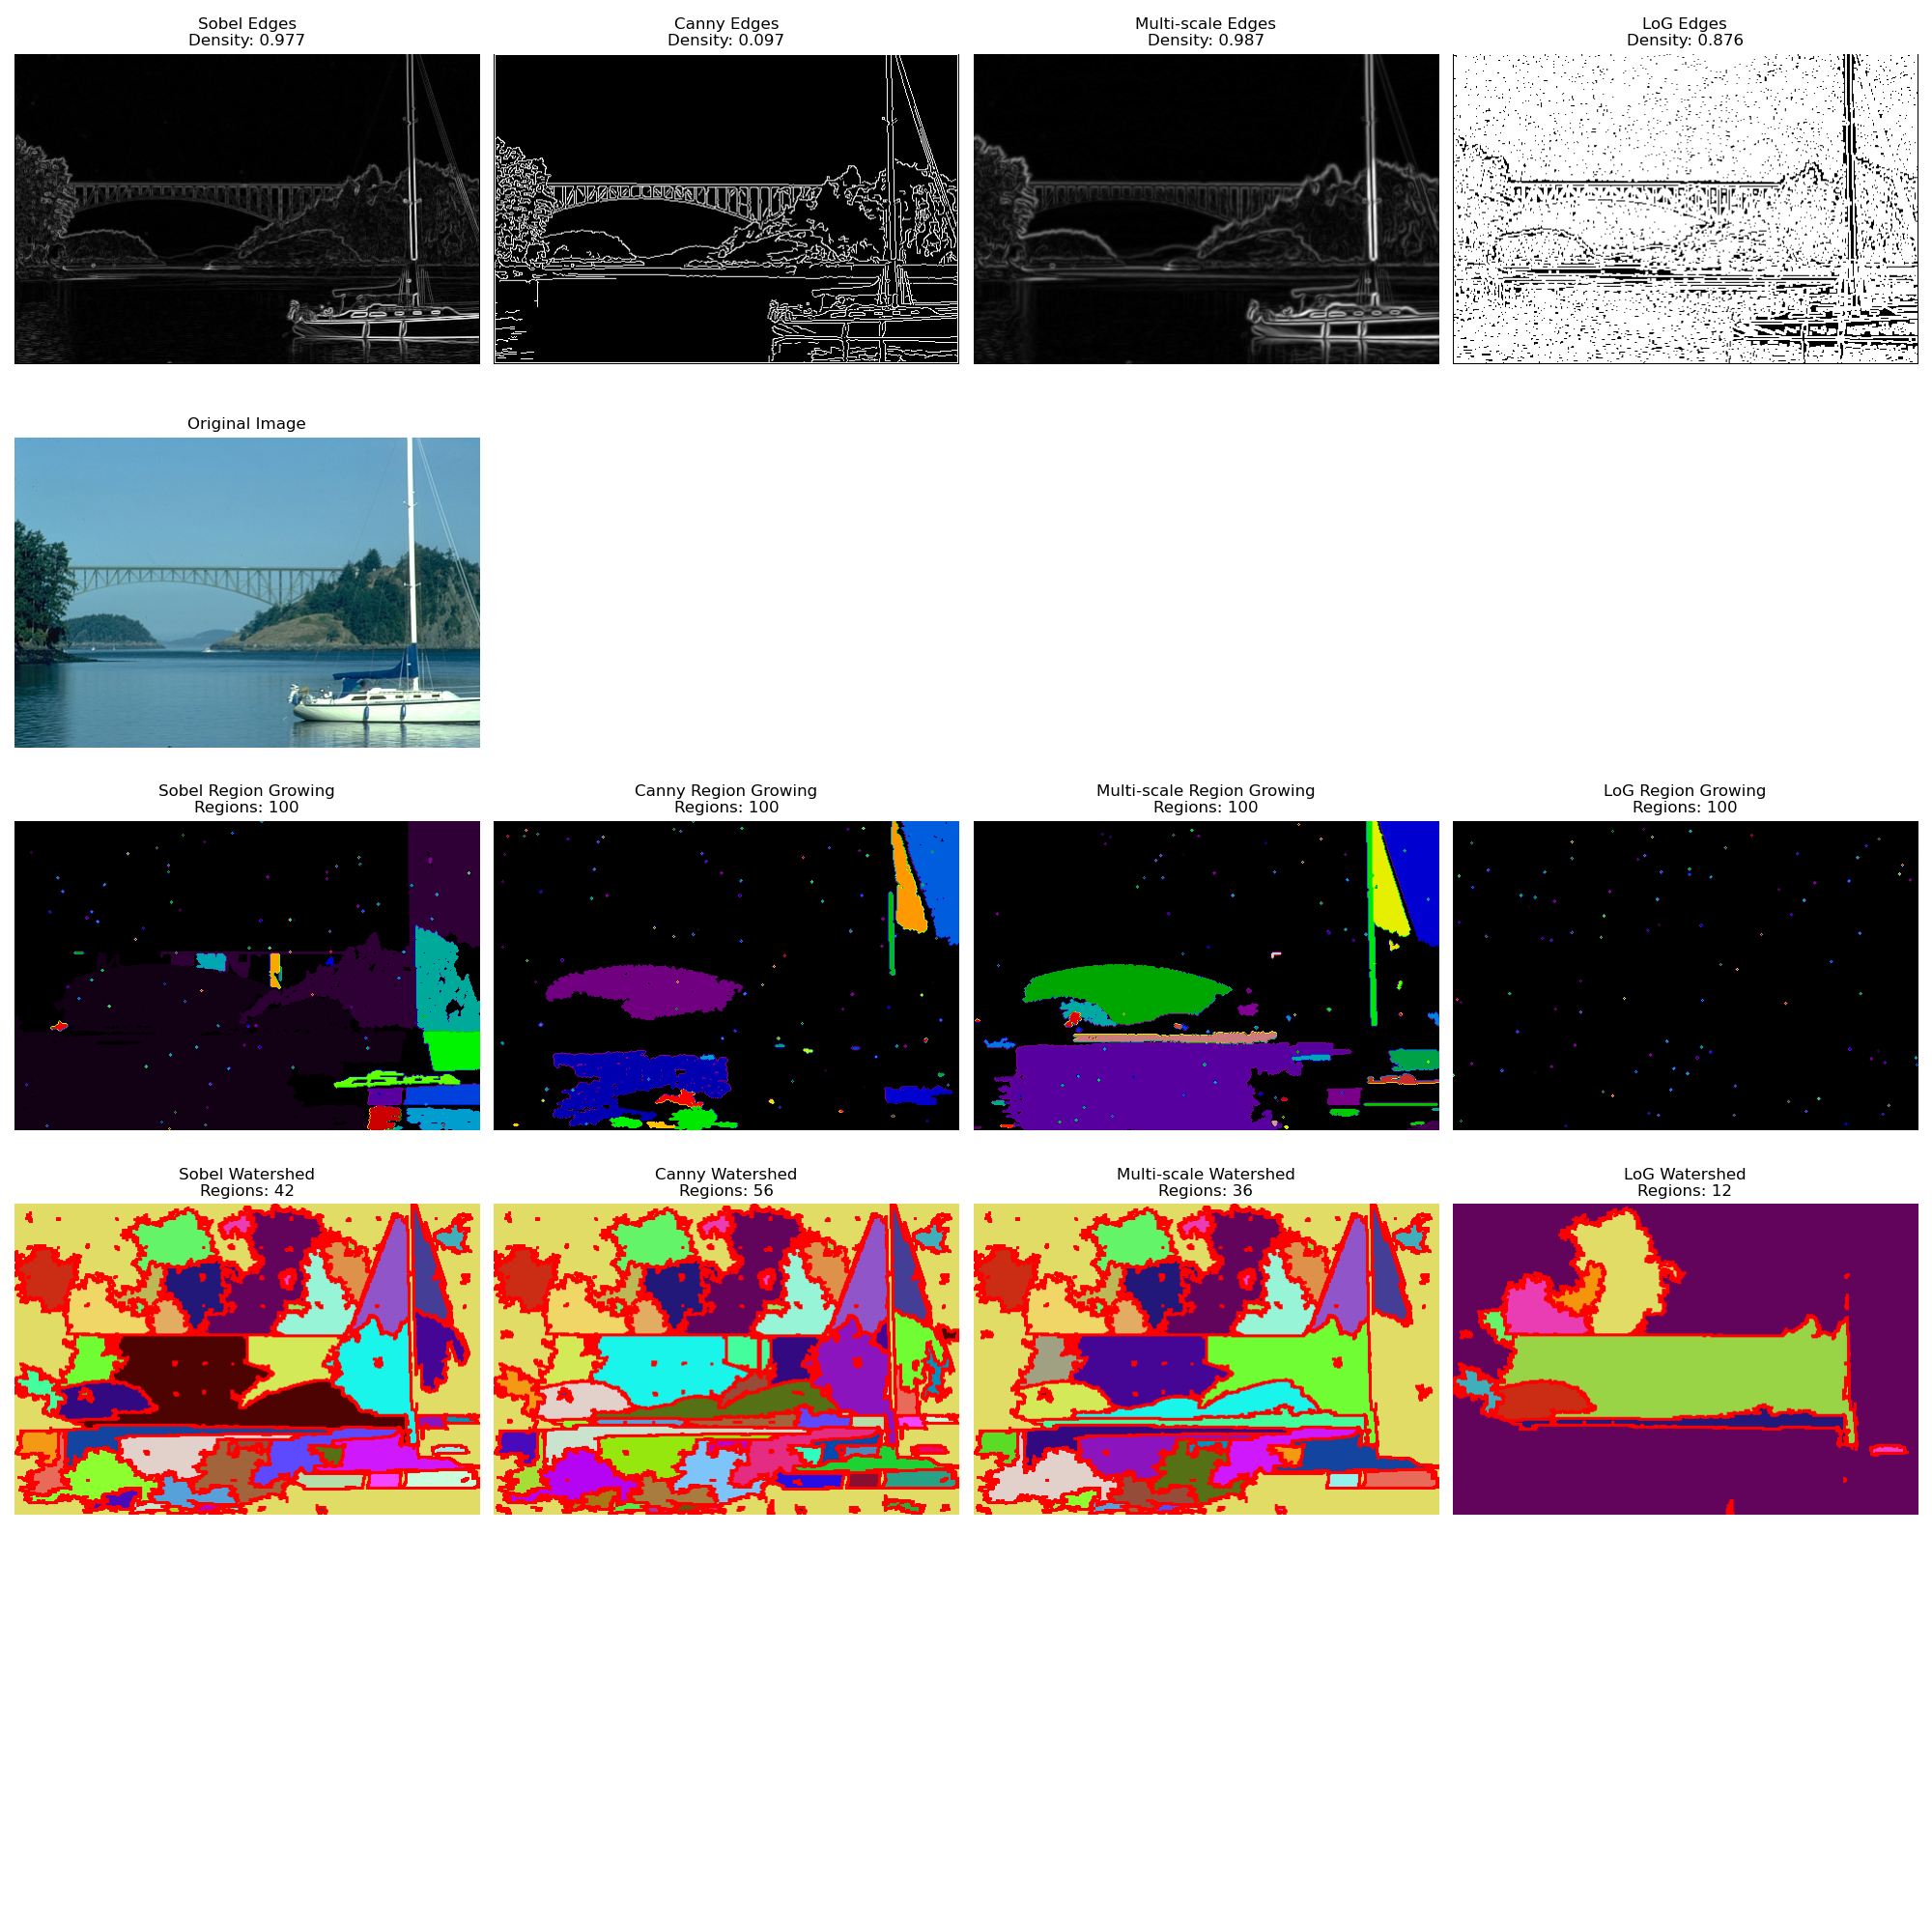 Sobel Edges
Density: 0.977
Canny Edges
Density: 0.097
Multi-scale Edges
Density: 0.987
LoG Edges
Density: 0.876
Original Image
Sobel Region Growing
Regions: 100
Canny Region Growing
Regions: 100
Multi-scale Region Growing
Regions: 100
LoG Region Growing
Regions: 100
Sobel Watershed
Regions: 42
Canny Watershed
Regions: 56
Multi-scale Watershed
Regions: 36
LoG Watershed
Regions: 12